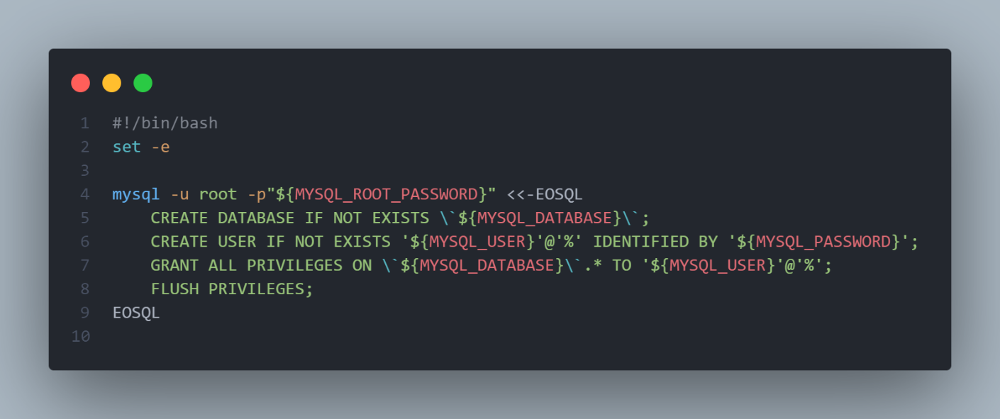 1 #!/bin/bash
2 set -e
3
4 mysql -u root -p"${MYSQL_ROOT_PASSWORD}" <<-EOSQL
5     CREATE DATABASE IF NOT EXISTS \`${MYSQL_DATABASE}\`;
6     CREATE USER IF NOT EXISTS '${MYSQL_USER}'@'%' IDENTIFIED BY '${MYSQL_PASSWORD}';
7     GRANT ALL PRIVILEGES ON \`${MYSQL_DATABASE}\`.* TO '${MYSQL_USER}'@'%';
8     FLUSH PRIVILEGES;
9 EOSQL
10